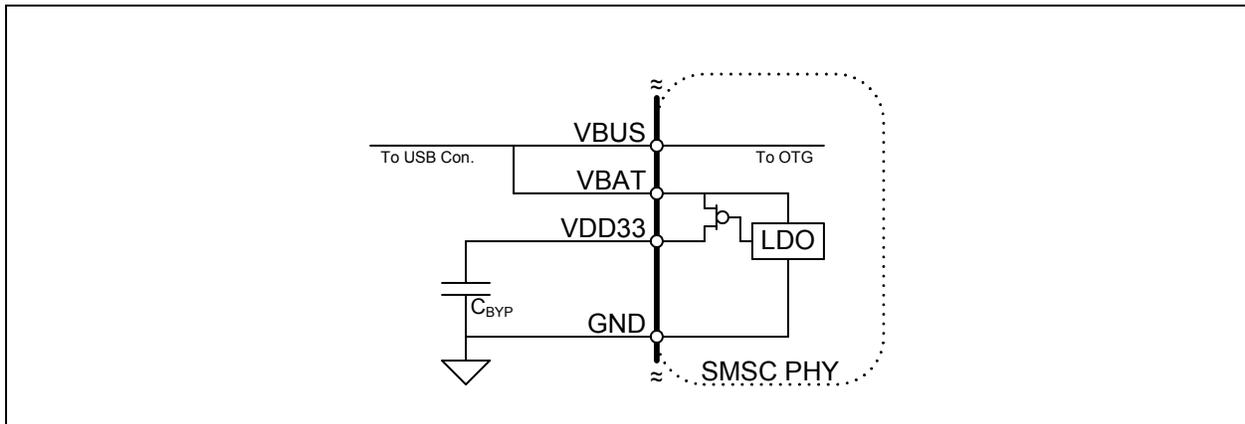 VBUS
To USB Con.
To OTG
VBAT
VDD33
LDO
CBYP
GND
SMSC PHY